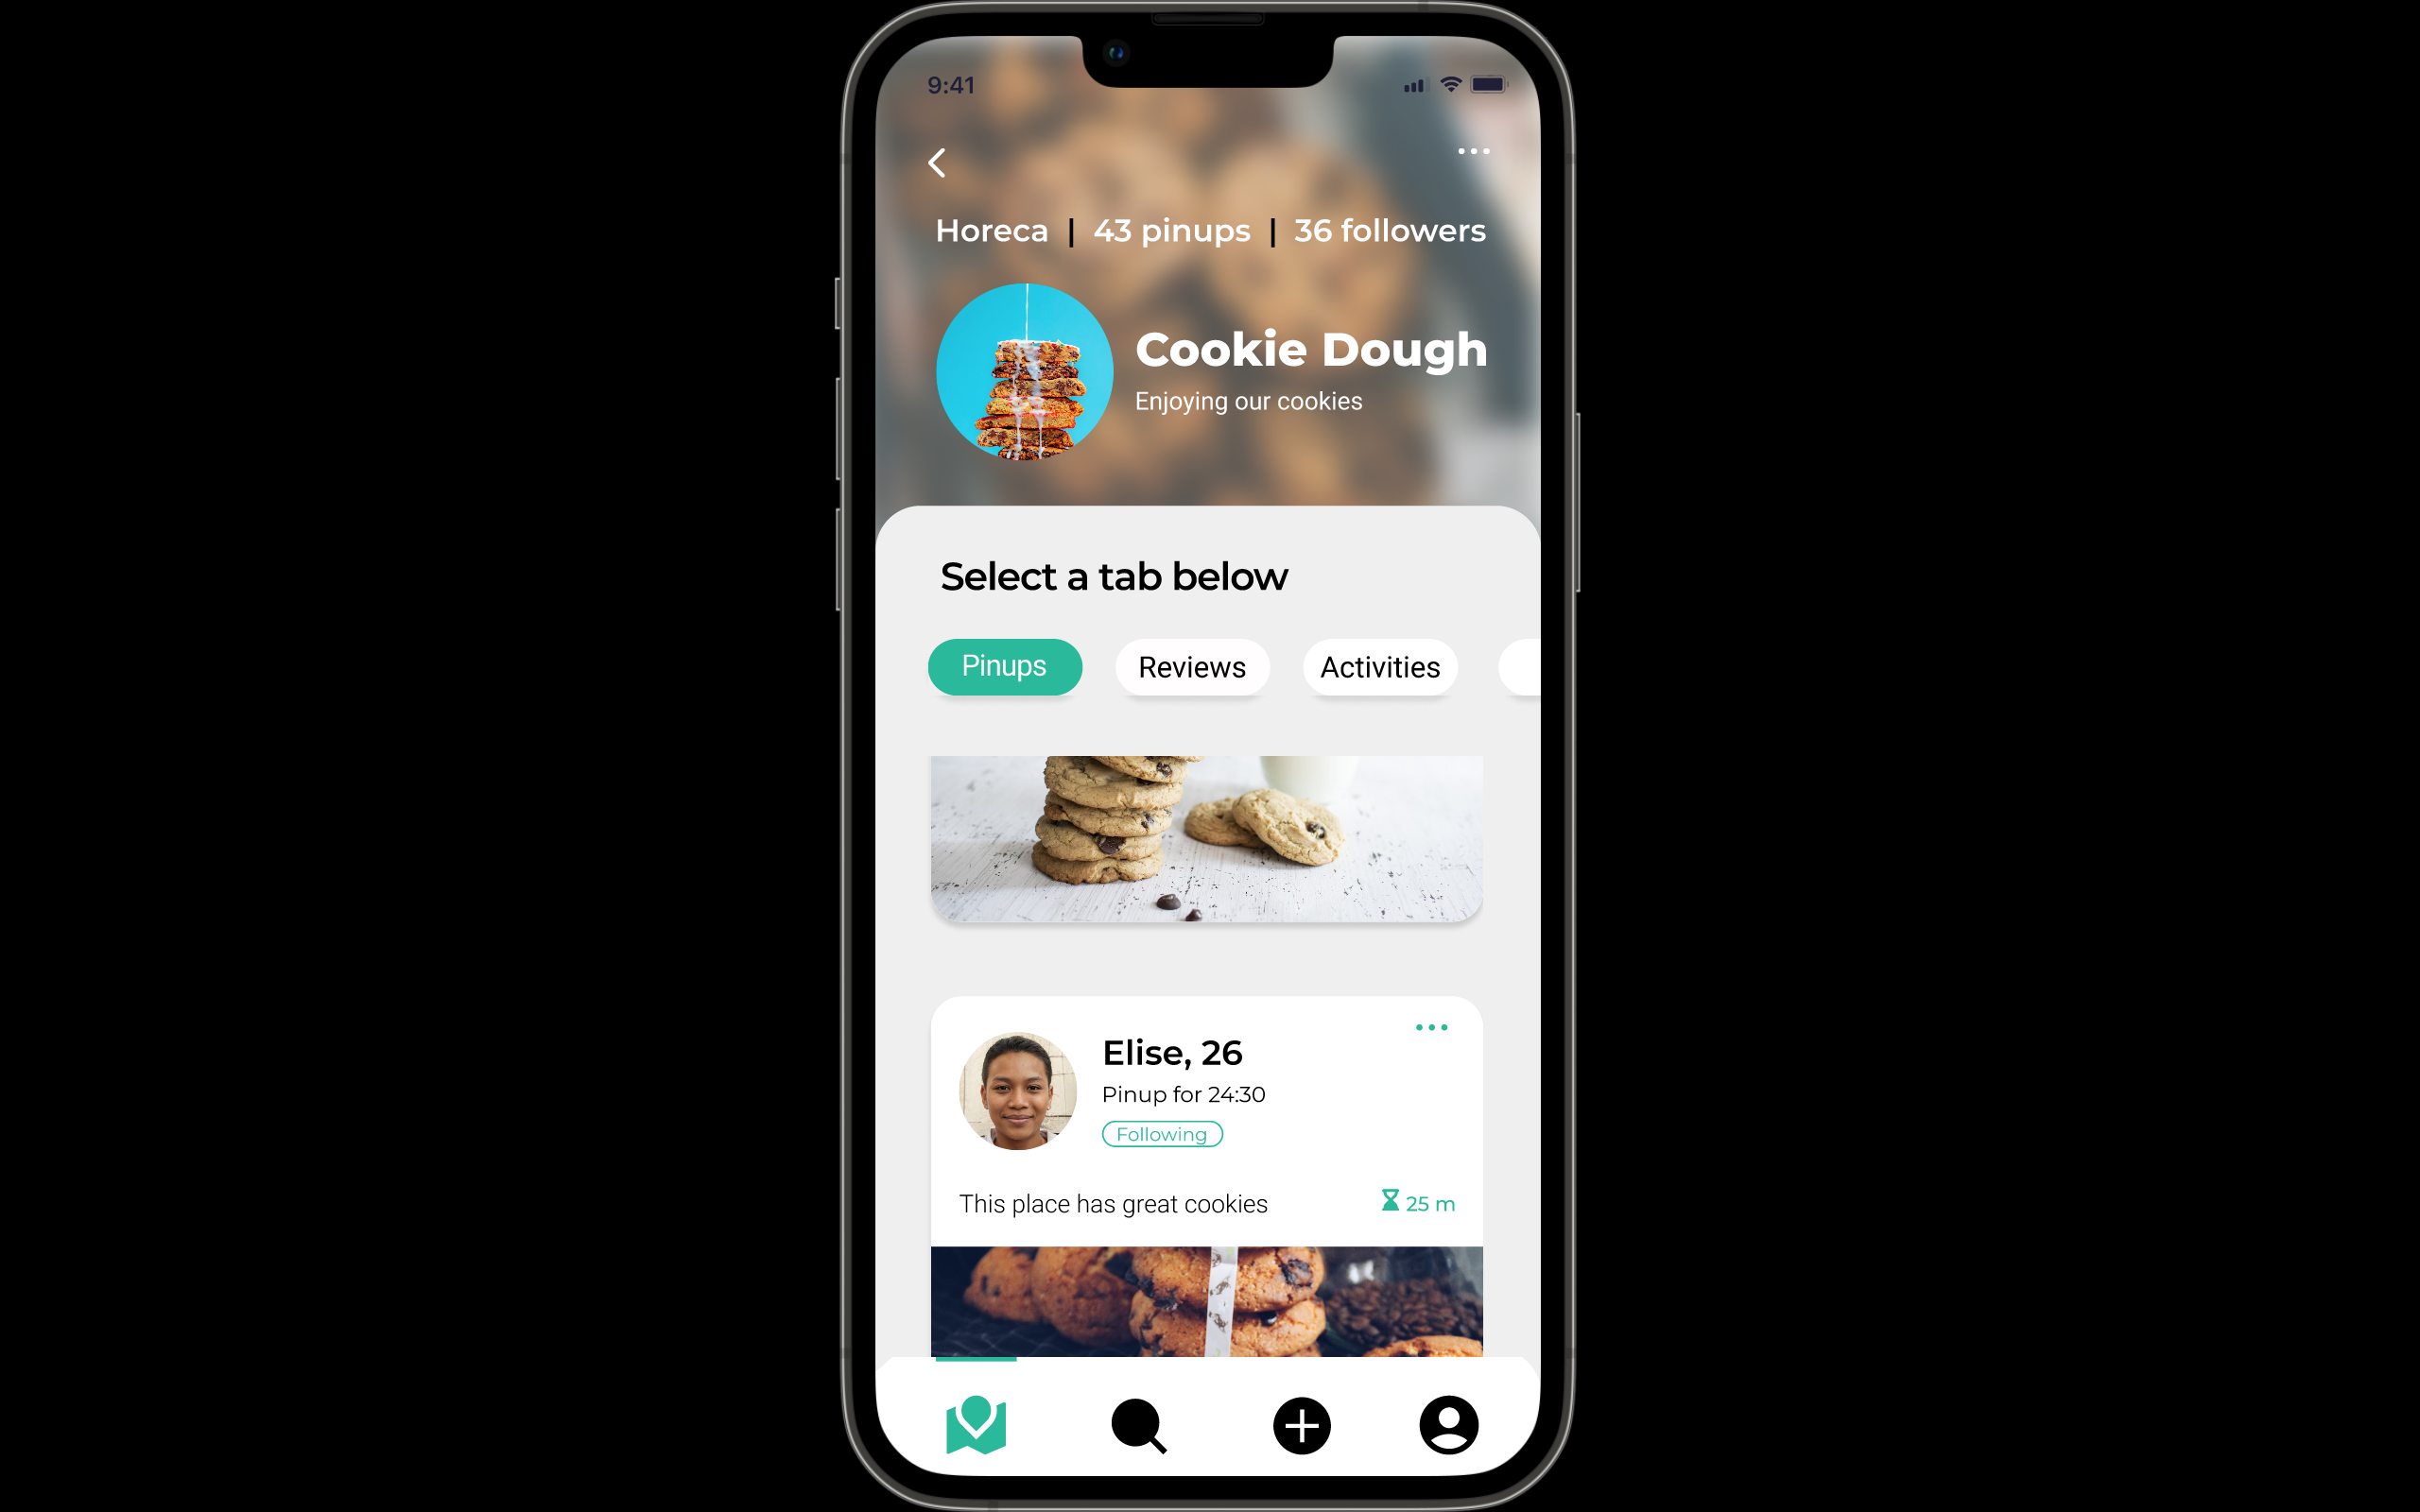 9:41
Horeca | 43 pinups | 36 followers
Cookie Dough
Enjoying our cookies
Select a tab below
Pinups Reviews Activities
Elise, 26
Pinup for 24:30
Following
This place has great cookies 25 m